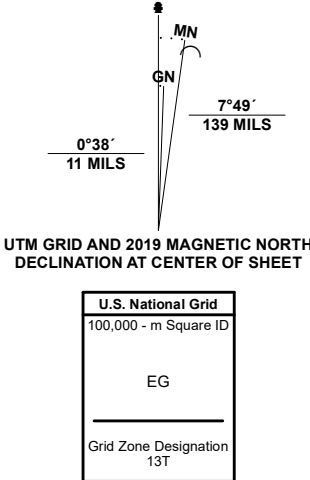 MN
GN
7°49´
139 MILS
0°38´
11 MILS
UTM GRID AND 2019 MAGNETIC NORTH
DECLINATION AT CENTER OF SHEET
U.S. National Grid
100,000 - m Square ID
EG
Grid Zone Designation
13T